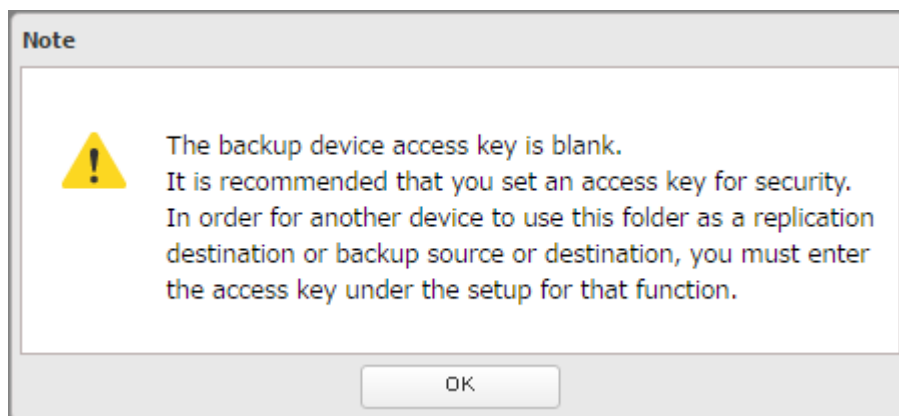 Note
The backup device access key is blank.
It is recommended that you set an access key for security.
In order for another device to use this folder as a replication
destination or backup source or destination, you must enter
the access key under the setup for that function.
OK